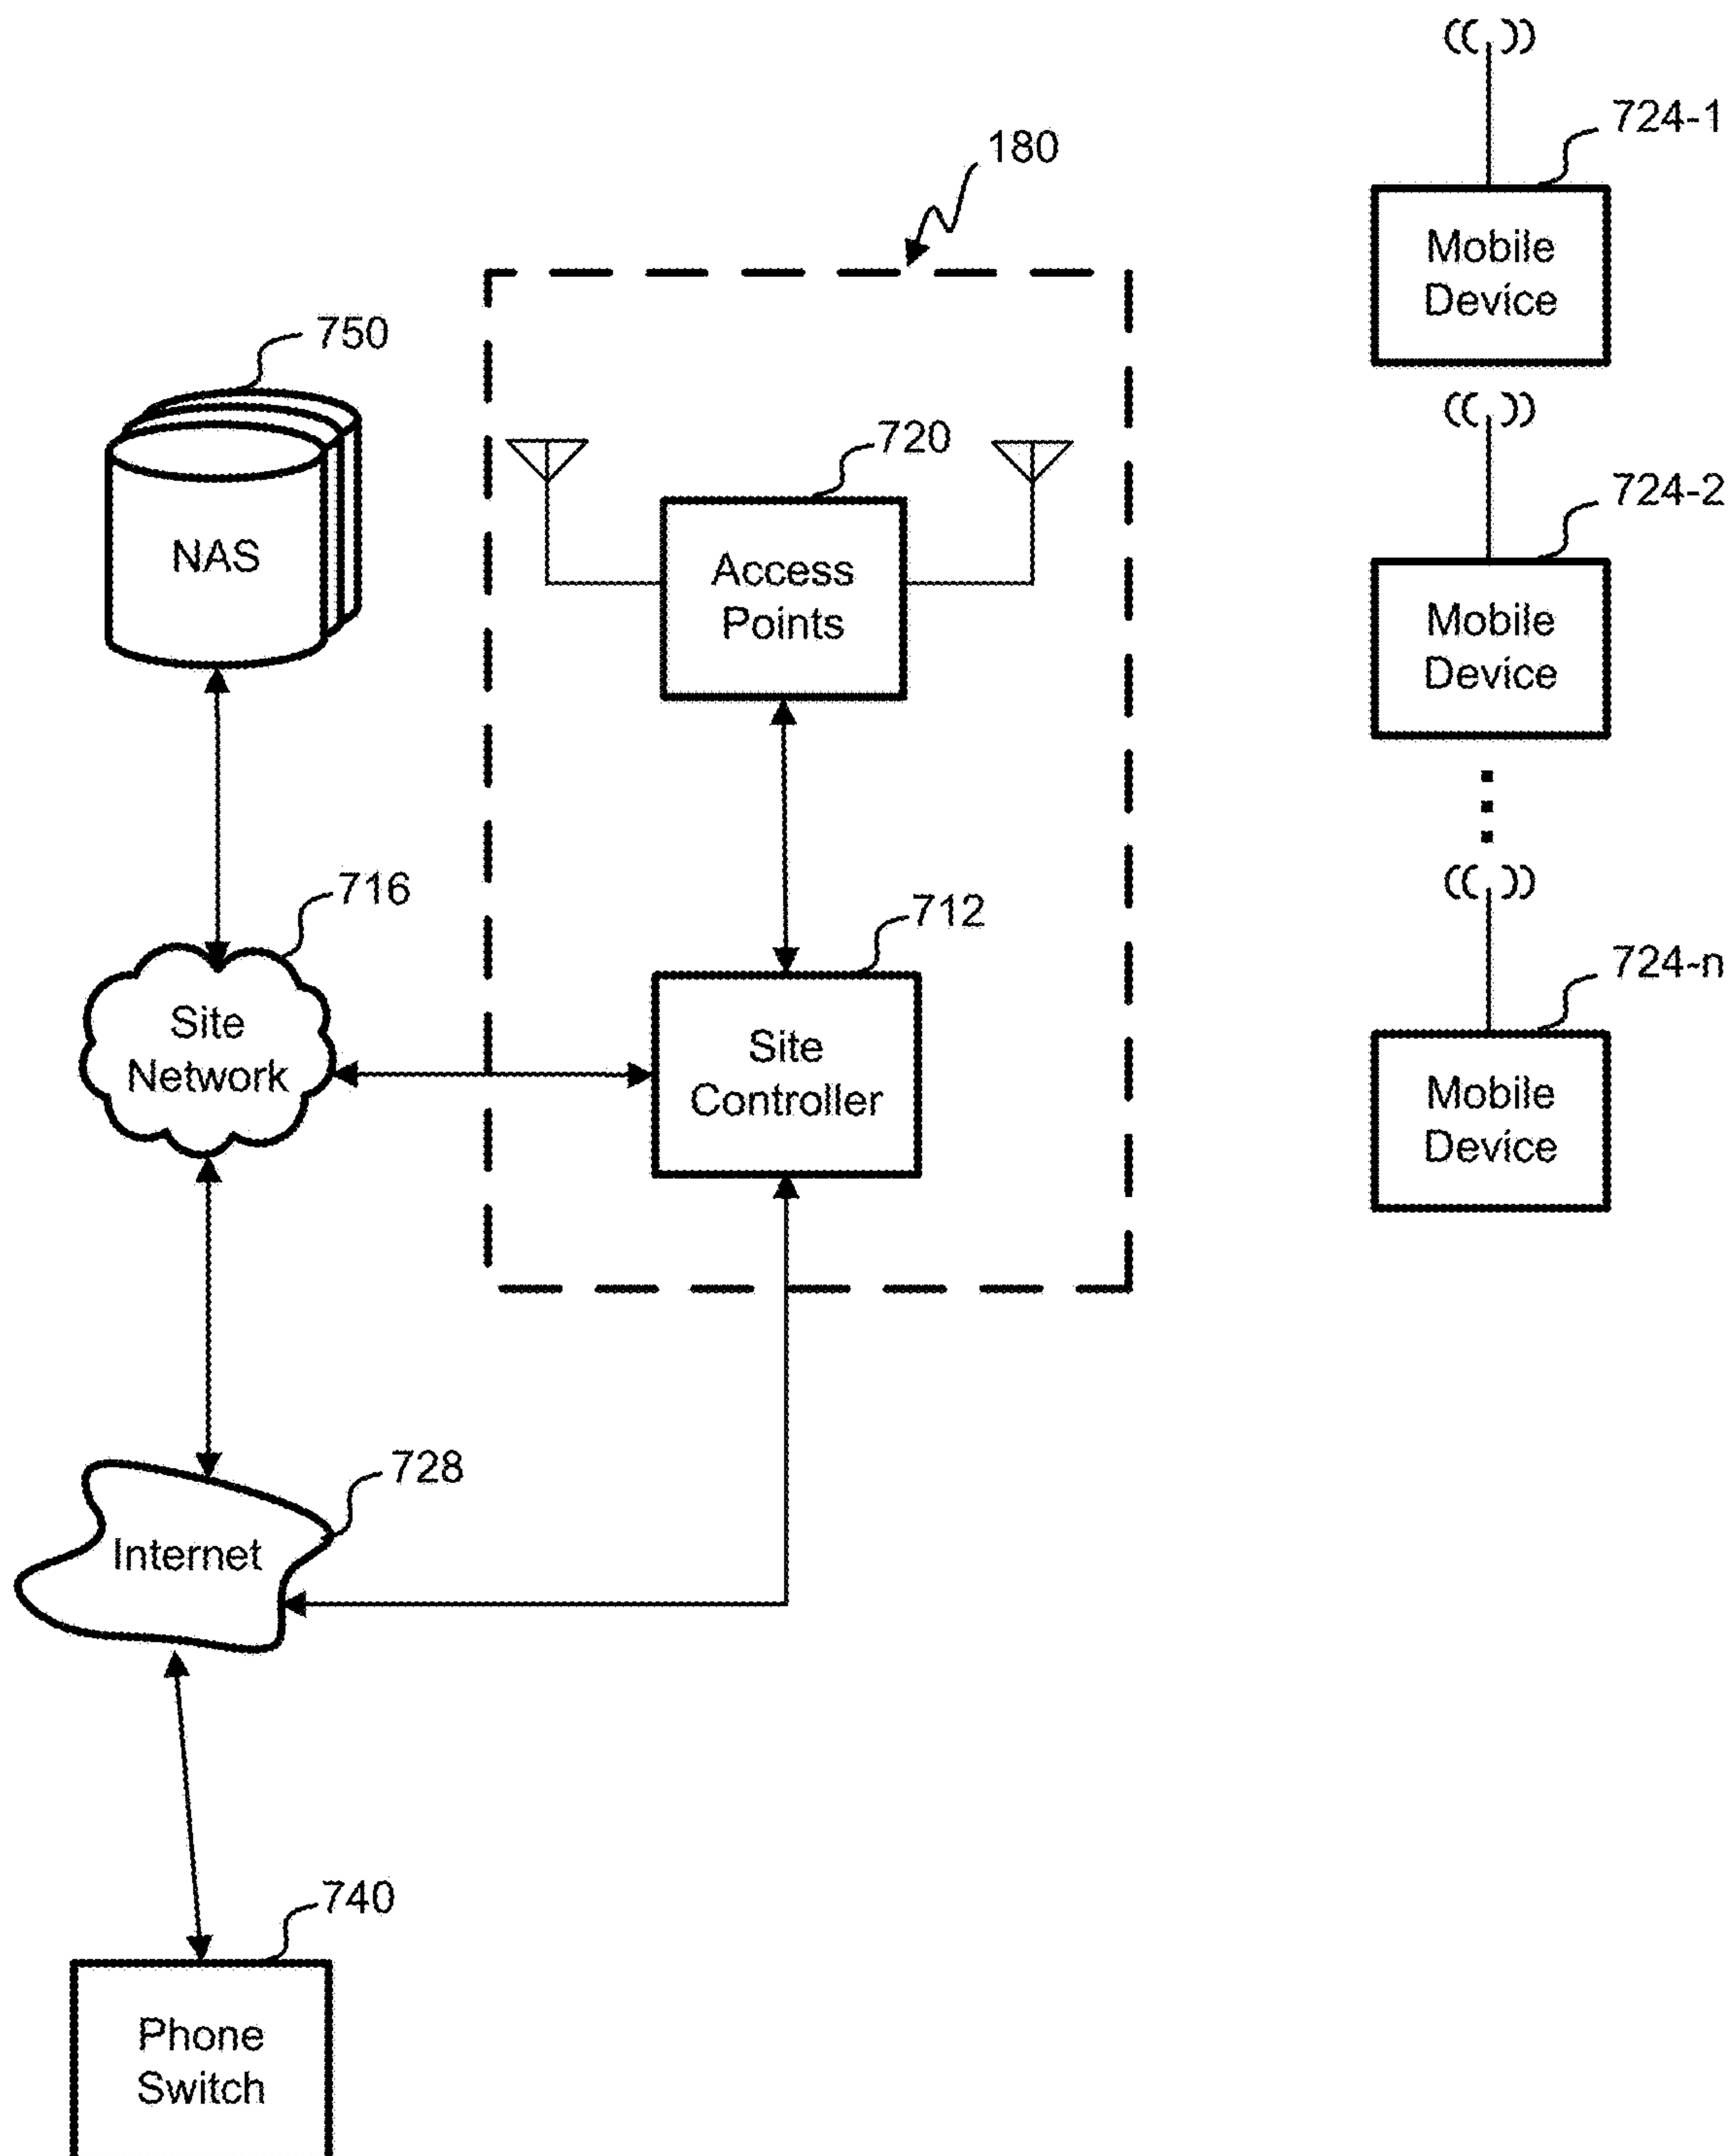 724-1
180
Mobile
Device
750
720
724-2
NAS
Access
Points
Mobile
Device
716
712
724-n
Site
Network
Site
Controller
Mobile
Device
728
Internet
740
Phone
Switch